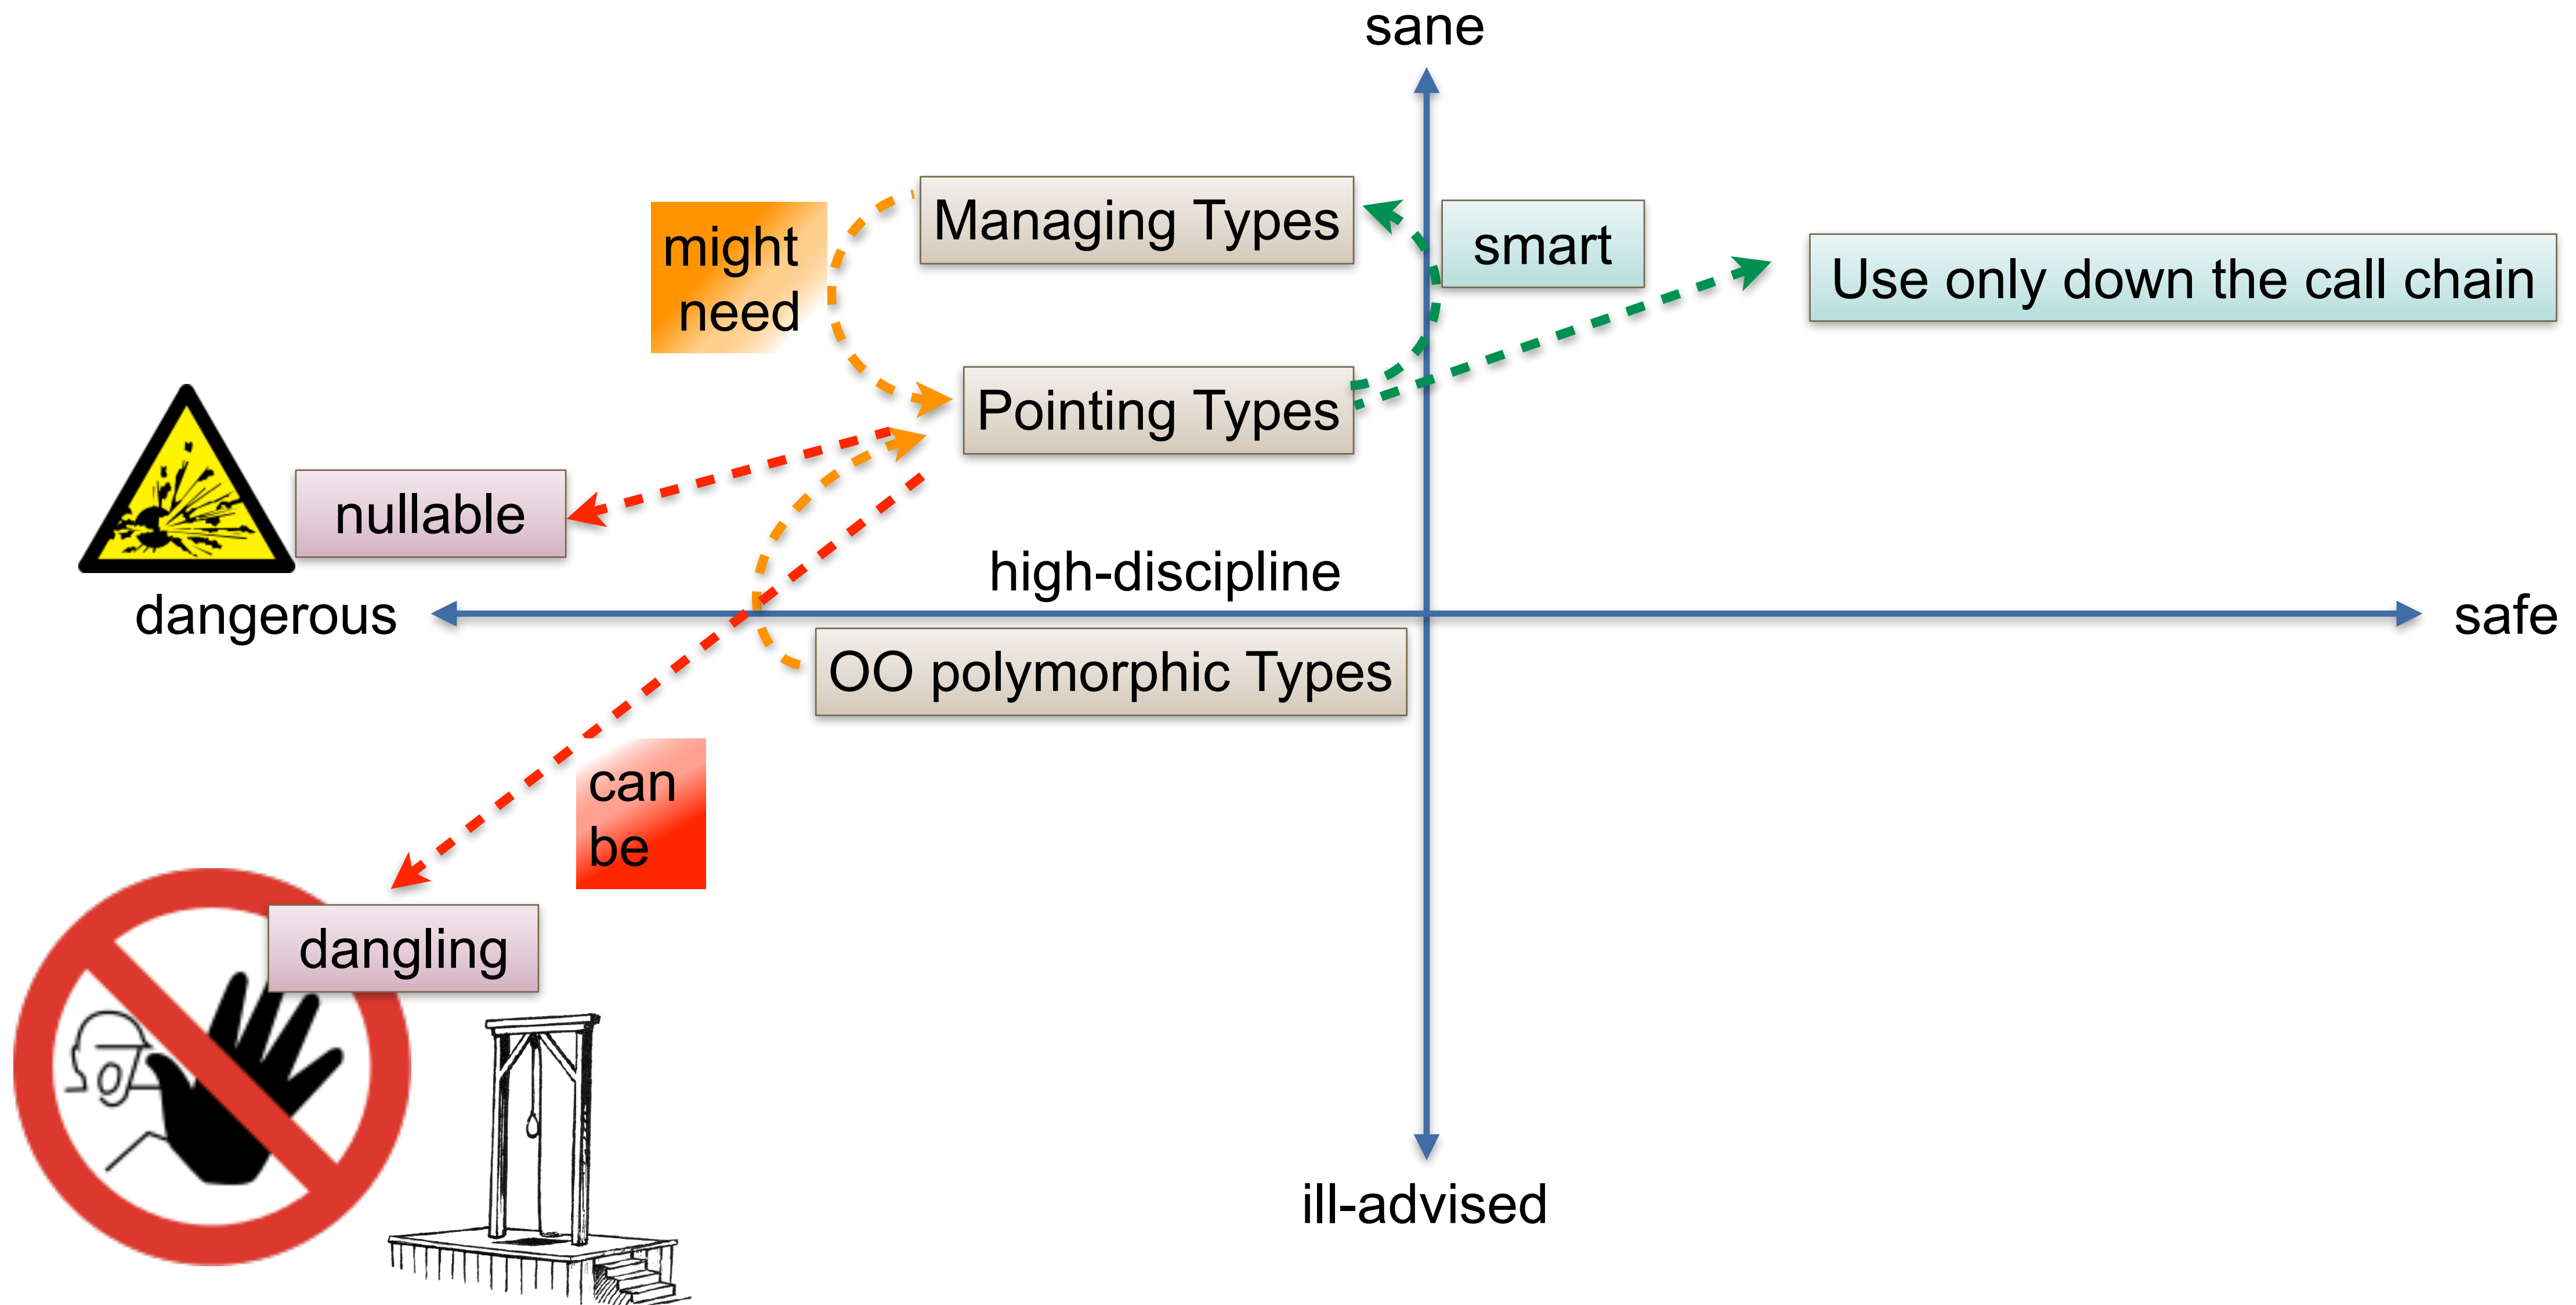 sane
Managing Types
smart
might
need
Use only down the call chain
Pointing Types
nullable
high-discipline
dangerous
safe
OO polymorphic Types
can
be
dangling
ill-advised